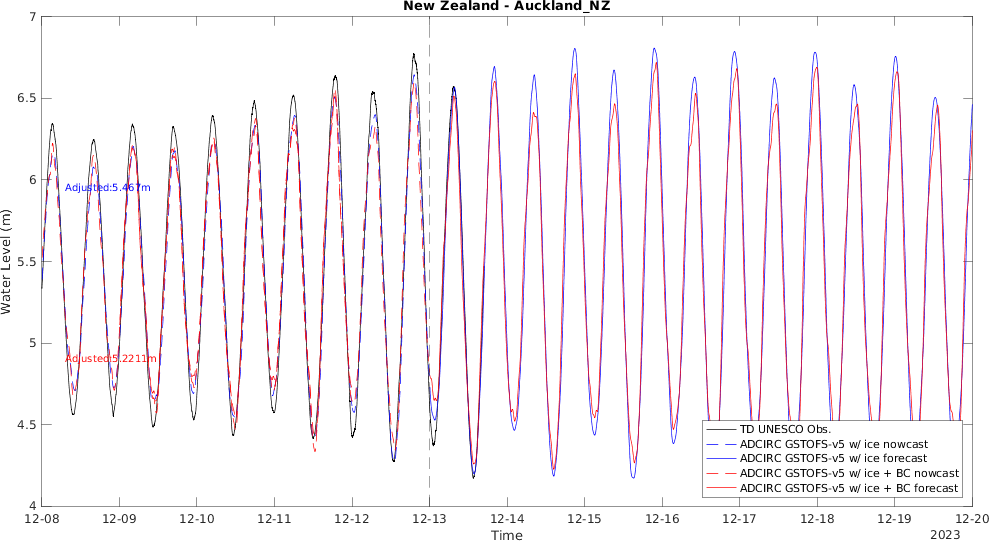 New Zealand - Auckland_NZ
Water Level (m)
7
6.5
6
5.5
5
4.5
4
Adjusted:5.467m
Adjusted:5.2211m
TD UNESCO Obs.
ADCIRC GSTOFS-v5 w/ ice nowcast
ADCIRC GSTOFS-v5 w/ ice forecast
ADCIRC GSTOFS-v5 w/ ice + BC nowcast
ADCIRC GSTOFS-v5 w/ ice + BC forecast
12-08 12-09 12-10 12-11 12-12 12-13 12-14 12-15 12-16 12-17 12-18 12-19 12-20
Time
2023